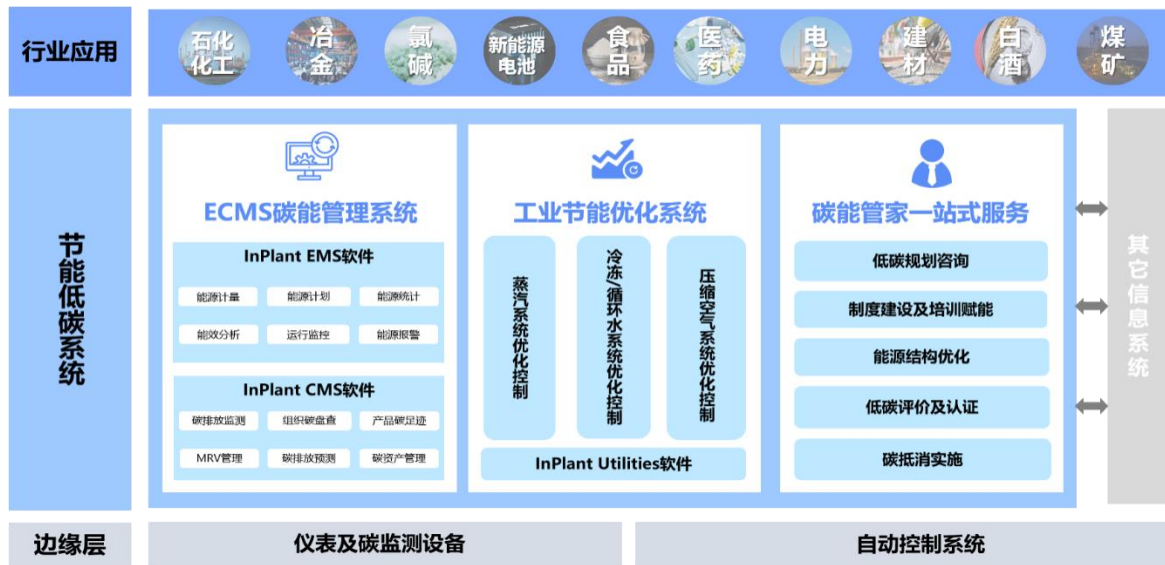 行业应用
石化
化工
冶
金
氯
碱
新能源
电池
食
品
医
药
电
力
建
材
白
酒
煤
矿
节能低碳系统
ECMS碳能管理系统
InPlant EMS软件
能源计量
能源计划
能源统计
能效分析
运行监控
能源报警
InPlant CMS软件
碳排放监测
组织碳盘查
产品碳足迹
MRV管理
碳排放预测
碳资产管理
工业节能优化系统
蒸汽系统优化控制
冷冻/循环水系统优化控制
压缩空气系统优化控制
InPlant Utilities软件
碳能管家一站式服务
低碳规划咨询
制度建设及培训赋能
能源结构优化
低碳评价及认证
碳抵消实施
其它信息系统
边缘层
仪表及碳监测设备
自动控制系统